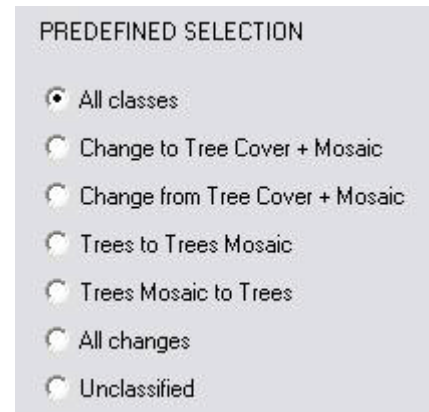 PREDEFINED SELECTION
All classes
Change to Tree Cover + Mosaic
Change from Tree Cover + Mosaic
Trees to Trees Mosaic
Trees Mosaic to Trees
All changes
Unclassified